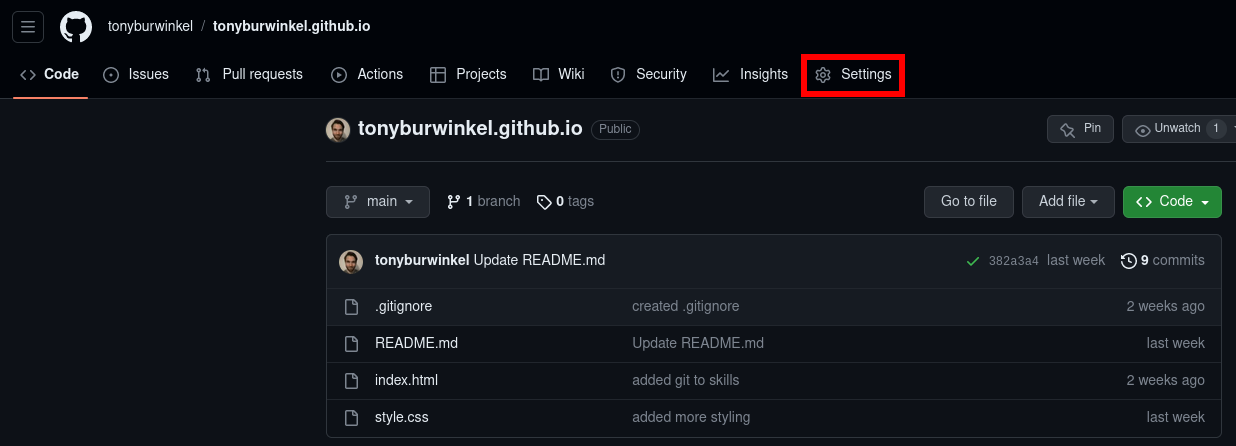 tonyburwinkel / tonyburwinkel.github.io
Code Issues Pull requests Actions Projects Wiki Security Insights Settings
tonyburwinkel.github.io Public Pin Unwatch 1
main 1 branch 0 tags Go to file Add file Code
tonyburwinkel Update README.md 382a3a4 last week 9 commits
.gitignore created .gitignore 2 weeks ago
README.md Update README.md last week
index.html added git to skills 2 weeks ago
style.css added more styling last week